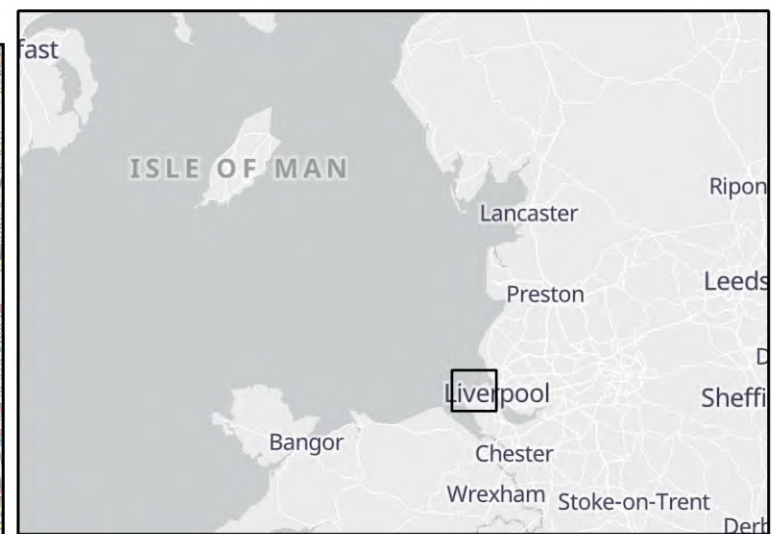 fast
ISLE OF MAN
Ripon
Lancaster
Leeds
Preston
D
Liverpool
Sheffi
Bangor
Chester
Wrexham
Stoke-on-Trent
Derb